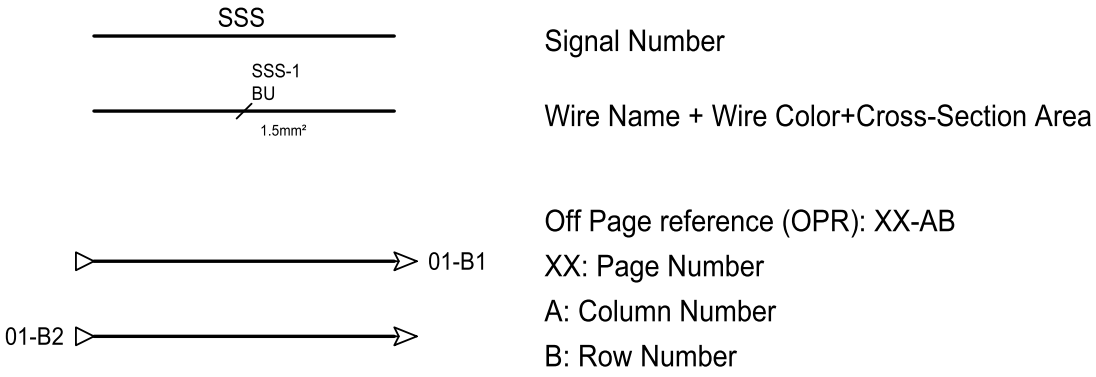 SSS
Signal Number
SSS-1
BU
1.5mm²
Wire Name + Wire Color+Cross-Section Area
Off Page reference (OPR): XX-AB
01-B1
XX: Page Number
A: Column Number
01-B2
B: Row Number